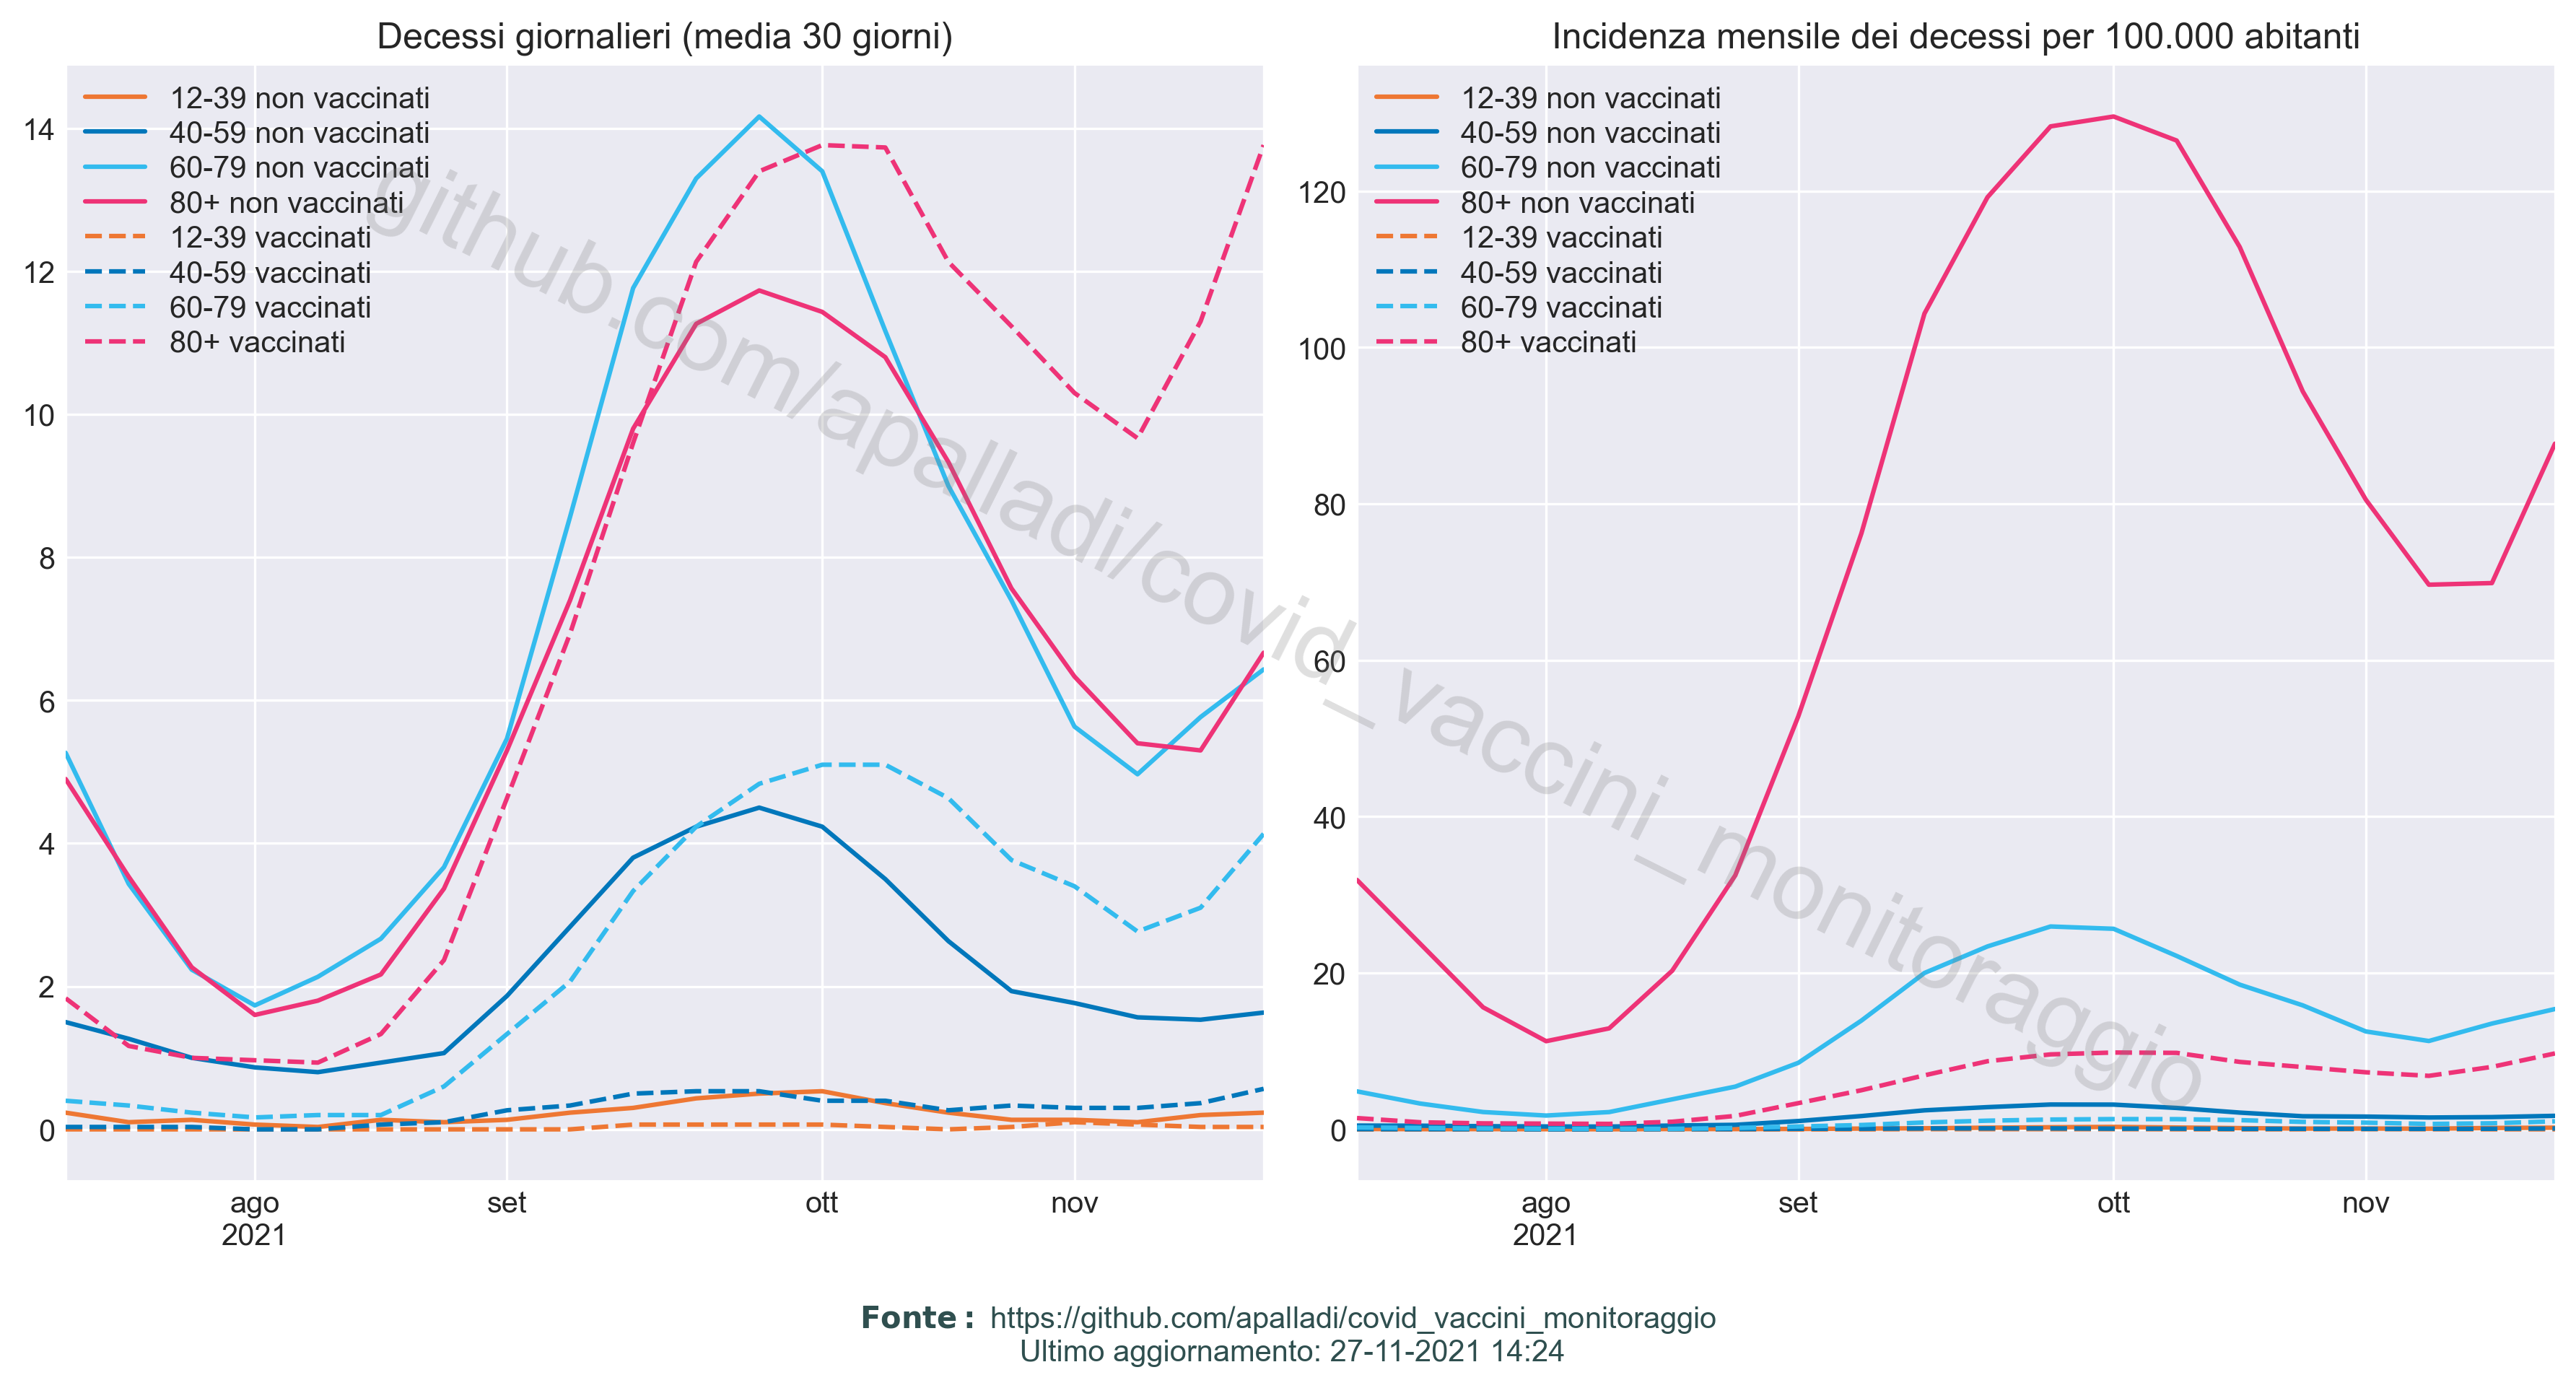 Decessi giornalieri (media 30 giorni)
12-39 non vaccinati
40-59 non vaccinati
60-79 non vaccinati
80+ non vaccinati
12-39 vaccinati
40-59 vaccinati
60-79 vaccinati
80+ vaccinati
14
12
10
8
6
4
2
0
ago
2021
set
ott
nov
Incidenza mensile dei decessi per 100.000 abitanti
12-39 non vaccinati
40-59 non vaccinati
60-79 non vaccinati
80+ non vaccinati
12-39 vaccinati
40-59 vaccinati
60-79 vaccinati
80+ vaccinati
120
100
80
60
40
20
0
ago
2021
set
ott
nov
github.com/apalladi/covid_vaccini_monitoraggio
Fonte: https://github.com/apalladi/covid_vaccini_monitoraggio
Ultimo aggiornamento: 27-11-2021 14:24